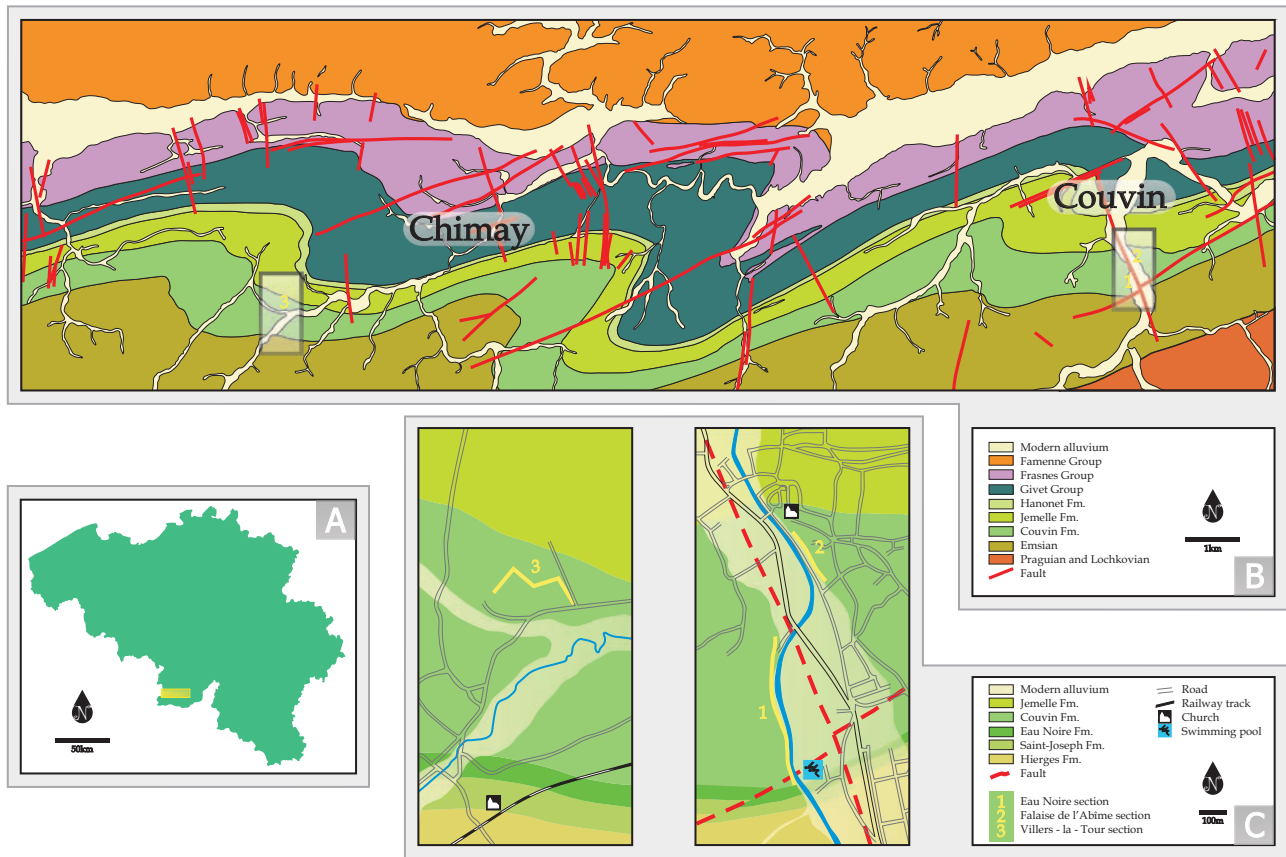 Chimay
Couvin
3
2
1
A
N
50km
3
2
1
Modern alluvium
Famenne Group
Frasnes Group
Givet Group
Hanonet Fm.
Jemelle Fm.
Couvin Fm.
Emsian
Praguian and Lochkovian
Fault
N
1km
B
Modern alluvium
Jemelle Fm.
Couvin Fm.
Eau Noire Fm.
Saint-Joseph Fm.
Hierges Fm.
Fault
Road
Railway track
Church
Swimming pool
1 Eau Noire section
2 Falaise de l'Abîme section
3 Villers - la - Tour section
N
100m
C